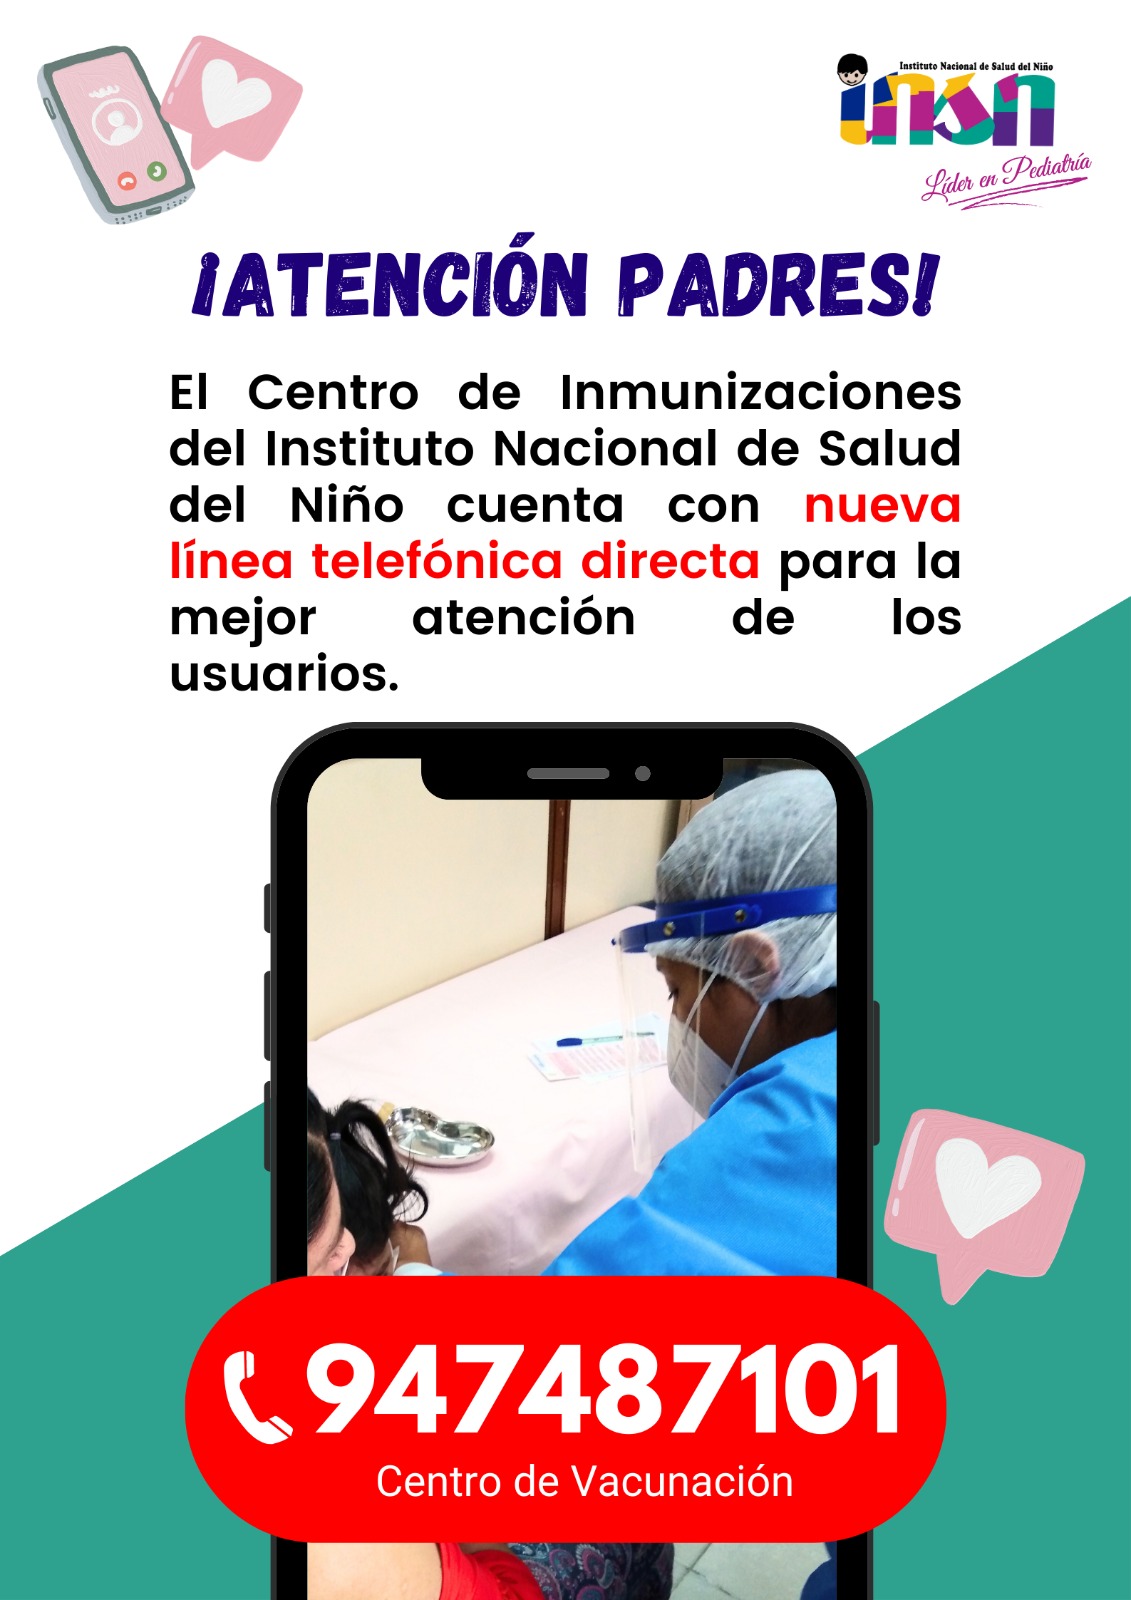 Instituto Nacional de Salud del Niño
insn
Líder en Pediatría
¡ATENCIÓN PADRES!
El Centro de Inmunizaciones
del Instituto Nacional de Salud
del Niño cuenta con nueva
línea telefónica directa para la
mejor atención de los
usuarios.
947487101
Centro de Vacunación